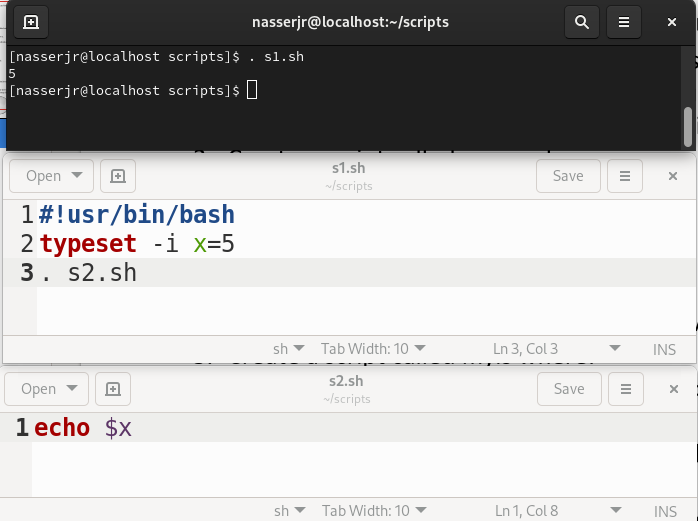 nasserjr@localhost:~/scripts
[nasserjr@localhost scripts]$ . s1.sh
5
[nasserjr@localhost scripts]$
Open
s1.sh
~/scripts
Save
1 #!usr/bin/bash
2 typeset -i x=5
3 . s2.sh
sh Tab Width: 10 Ln 3, Col 3 INS
Open
s2.sh
~/scripts
Save
1 echo $x
sh Tab Width: 10 Ln 1, Col 8 INS